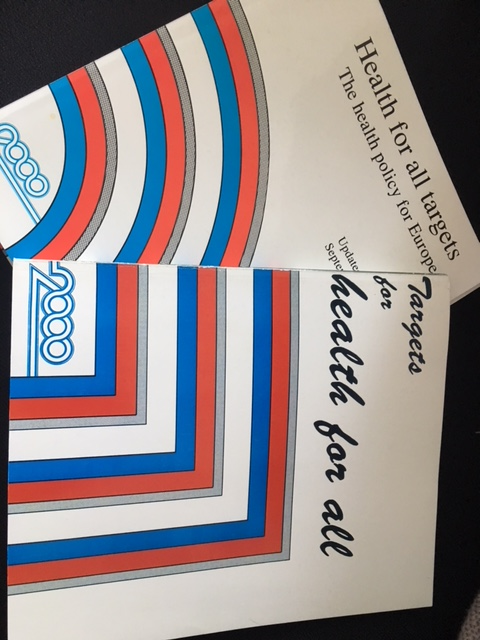 Health for all targets
The health policy for Europe
Update
Septe
2000
Targets
for
health for all
2000